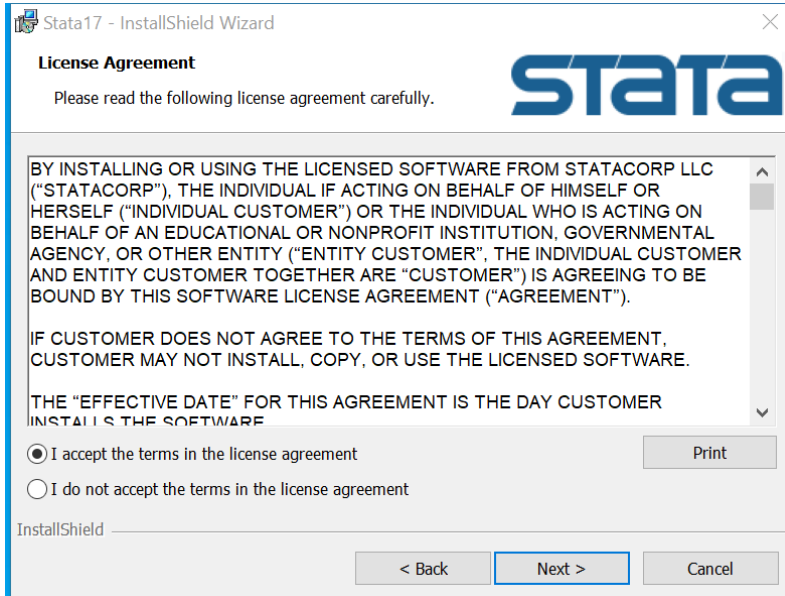 Stata17 - InstallShield Wizard
License Agreement
Please read the following license agreement carefully.
stata
BY INSTALLING OR USING THE LICENSED SOFTWARE FROM STATACORP LLC
(“STATACORP”), THE INDIVIDUAL IF ACTING ON BEHALF OF HIMSELF OR
HERSELF (“INDIVIDUAL CUSTOMER”) OR THE INDIVIDUAL WHO IS ACTING ON
BEHALF OF AN EDUCATIONAL OR NONPROFIT INSTITUTION, GOVERNMENTAL
AGENCY, OR OTHER ENTITY (“ENTITY CUSTOMER”, THE INDIVIDUAL CUSTOMER
AND ENTITY CUSTOMER TOGETHER ARE “CUSTOMER”) IS AGREEING TO BE
BOUND BY THIS SOFTWARE LICENSE AGREEMENT (“AGREEMENT”).
IF CUSTOMER DOES NOT AGREE TO THE TERMS OF THIS AGREEMENT,
CUSTOMER MAY NOT INSTALL, COPY, OR USE THE LICENSED SOFTWARE.
THE “EFFECTIVE DATE” FOR THIS AGREEMENT IS THE DAY CUSTOMER
INSTALLS THE SOFTWARE
I accept the terms in the license agreement
Print
I do not accept the terms in the license agreement
InstallShield
< Back
Next >
Cancel